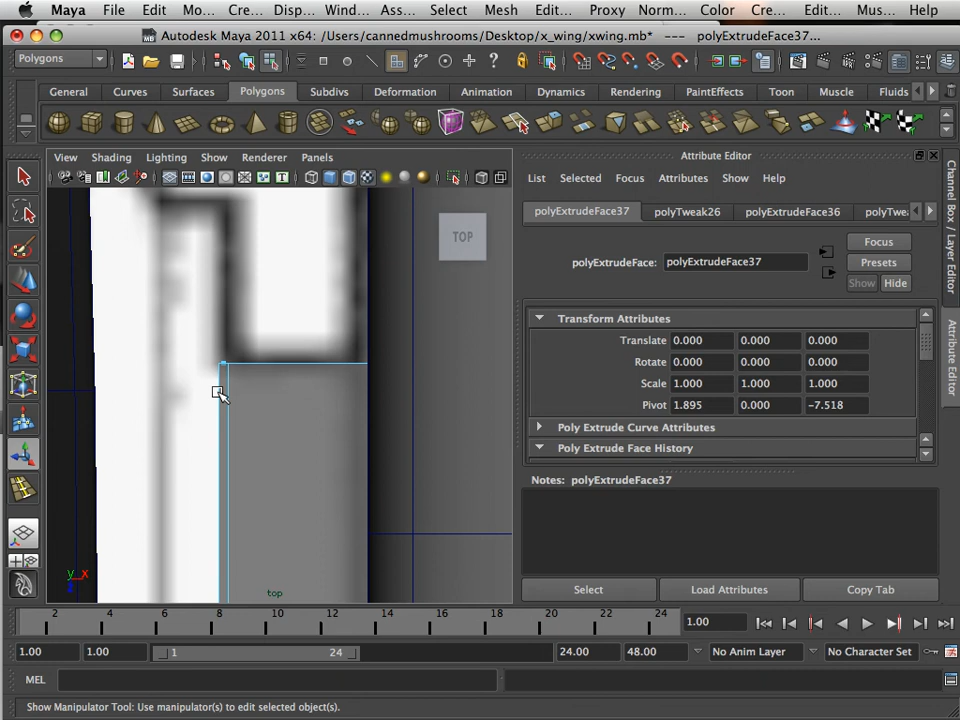 Maya File Edit Mo... Cre... Disp... Wind... Ass... Select Mesh Edit... Proxy Norm... Color Cre... Edit... Mus... Help
Autodesk Maya 2011 x64: /Users/cannedmushrooms/Desktop/x_wing/xwing.mb* --- polyExtrudeFace37...
Polygons
General Curves Surfaces Polygons Subdivs Deformation Animation Dynamics Rendering PaintEffects Toon Muscle Fluids
View Shading Lighting Show Renderer Panels
TOP
y x
top
Attribute Editor
List Selected Focus Attributes Show Help
polyExtrudeFace37 polyTweak26 polyExtrudeFace36 polyTwea
polyExtrudeFace: polyExtrudeFace37
Focus
Presets
Show Hide
Transform Attributes
Translate 0.000 0.000 0.000
Rotate 0.000 0.000 0.000
Scale 1.000 1.000 1.000
Pivot 1.895 0.000 -7.518
Poly Extrude Curve Attributes
Poly Extrude Face History
Notes: polyExtrudeFace37
Select Load Attributes Copy Tab
Channel Box / Layer Editor
Attribute Editor
2 4 6 8 10 12 14 16 18 20 22 24
1.00
1.00 1.00 1 24 24.00 48.00 No Anim Layer No Character Set
MEL
Show Manipulator Tool: Use manipulator(s) to edit selected object(s).